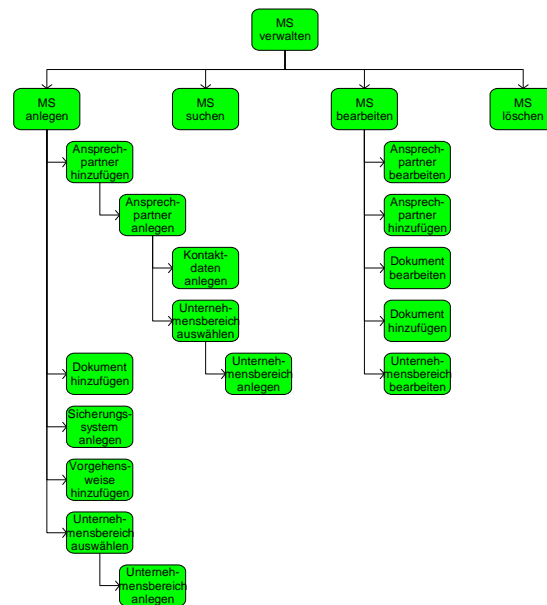 MS
verwalten
MS
anlegen
MS
suchen
MS
bearbeiten
MS
löschen
Ansprech-
partner
hinzufügen
Ansprech-
partner
anlegen
Kontakt-
daten
anlegen
Unterneh-
mensbereich
auswählen
Unterneh-
mensbereich
anlegen
Dokument
hinzufügen
Sicherungs-
system
anlegen
Vorgehens-
weise
hinzufügen
Unterneh-
mensbereich
auswählen
Unterneh-
mensbereich
anlegen
Ansprech-
partner
bearbeiten
Ansprech-
partner
hinzufügen
Dokument
bearbeiten
Dokument
hinzufügen
Unterneh-
mensbereich
bearbeiten